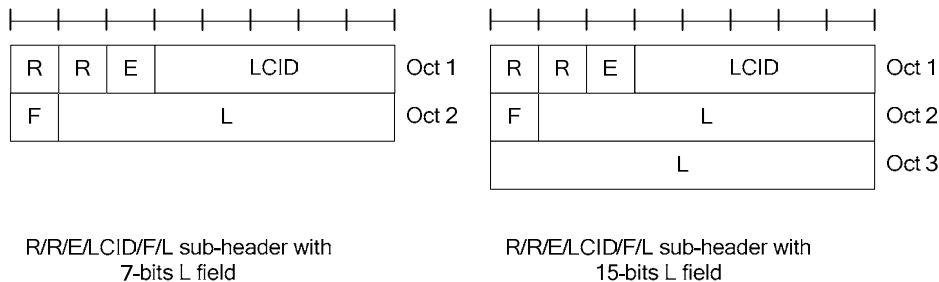 R R E LCID Oct 1
F L Oct 2
R/R/E/LCID/F/L sub-header with
7-bits L field
R R E LCID Oct 1
F L Oct 2
L Oct 3
R/R/E/LCID/F/L sub-header with
15-bits L field